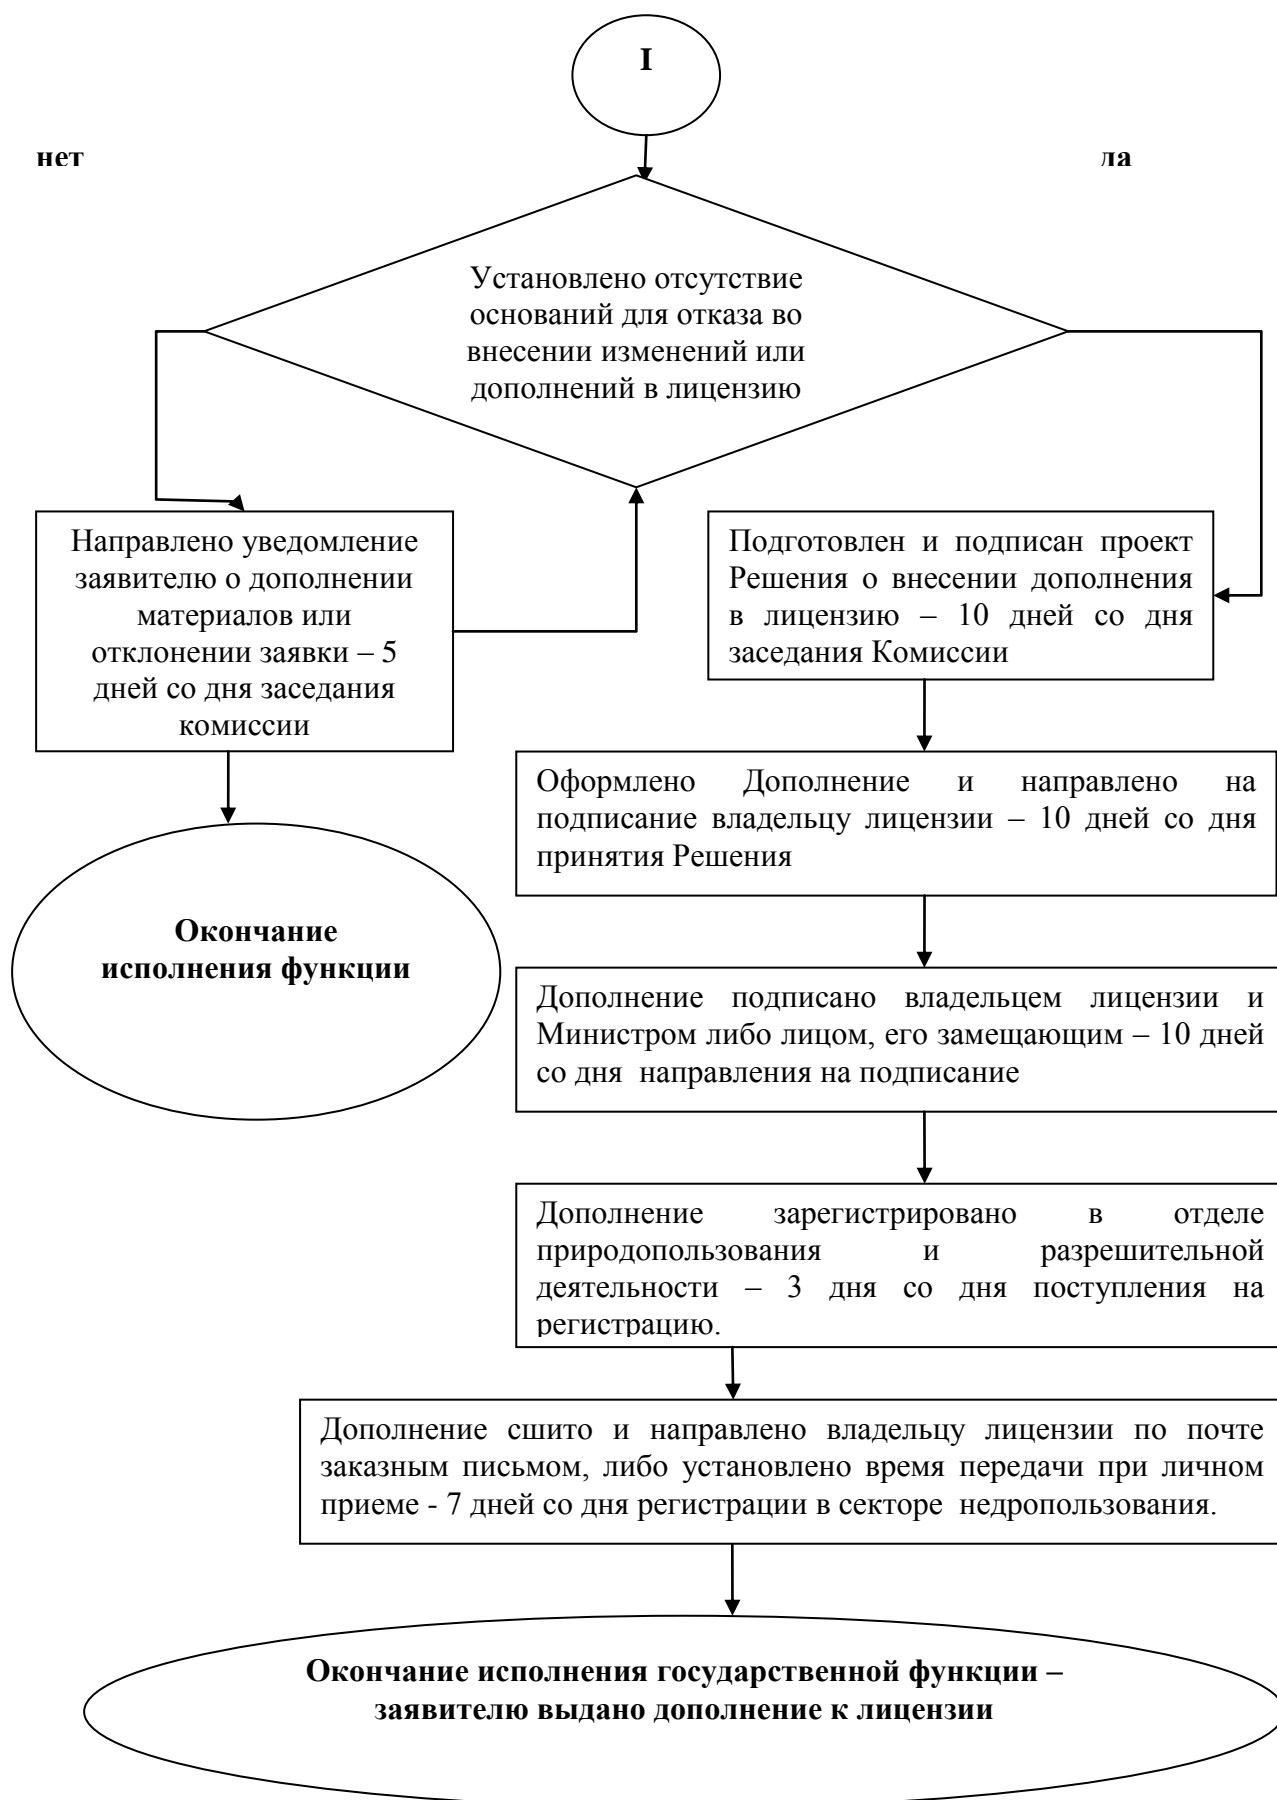 I
нет
да
Установлено отсутствие
оснований для отказа во
внесении изменений или
дополнений в лицензию
Направлено уведомление
заявителю о дополнении
материалов или
отклонении заявки – 5
дней со дня заседания
комиссии
Подготовлен и подписан проект
Решения о внесении дополнения
в лицензию – 10 дней со дня
заседания Комиссии
Оформлено Дополнение и направлено на
подписание владельцу лицензии – 10 дней со дня
принятия Решения
Окончание
исполнения функции
Дополнение подписано владельцем лицензии и
Министром либо лицом, его замещающим – 10 дней
со дня направления на подписание
Дополнение зарегистрировано в отделе
природопользования и разрешительной
деятельности – 3 дня со дня поступления на
регистрацию.
Дополнение сшито и направлено владельцу лицензии по почте
заказным письмом, либо установлено время передачи при личном
приеме - 7 дней со дня регистрации в секторе недропользования.
Окончание исполнения государственной функции –
заявителю выдано дополнение к лицензии